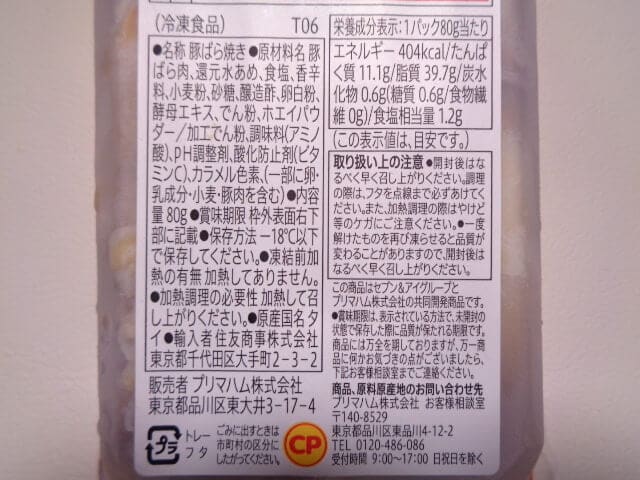 (冷凍食品) T06
●名称 豚ばら焼き●原材料名 豚
ばら肉、還元水あめ、食塩、香辛
料、小麦粉、砂糖、醸造酢、卵白粉、
酵母エキス、でん粉、ホエイパウ
ダー/加工でん粉、調味料(アミノ
酸)、pH調整剤、酸化防止剤(ビタ
ミンC)、カラメル色素、(一部に卵・
乳成分・小麦・豚肉を含む)●内容
量 80g●賞味期限 枠外表面右下
部に記載●保存方法 −18℃以下
で保存してください。●凍結前加
熱の有無 加熱してありません。
●加熱調理の必要性 加熱して召
し上がりください。●原産国名 タ
イ●輸入者 住友商事株式会社
東京都千代田区大手町2-3-2
販売者 プリマハム株式会社
東京都品川区東大井3-17-4
プラ
トレー
フタ
ごみに出すときは
市町村の区分に
したがってください。
CP
栄養成分表示:1パック80g当たり
エネルギー 404kcal/たんぱ
く質 11.1g/脂質 39.7g/炭水
化物 0.6g(糖質 0.6g/食物繊
維 0g)/食塩相当量 1.2g
(この表示値は、目安です。)
取り扱い上の注意 ●開封後はな
るべく早く召し上がりください。調理
の際は、フタを点線まで必ずあけてく
ださい。また、加熱調理の際はやけど
等のケガにご注意ください。●一度
解けたものを再び凍らせると品質が
変わることがありますので、開封後は
なるべく早く召し上がりください。
この商品はセブン&アイグループと
プリマハム株式会社の共同開発商品です。
●賞味期限は、表示されている方法で、未開封の
状態で保存した際に品質が保たれる期限です。
商品には万全を期しておりますが、万一商
品に何かお気づきの点がございましたら、
下記お客様相談室までご連絡ください。
商品、原料原産地のお問い合わせ先
プリマハム株式会社 お客様相談室
〒140-8529
東京都品川区東品川4-12-2
TEL 0120-486-086
受付時間 9:00〜17:00 日祝日を除く